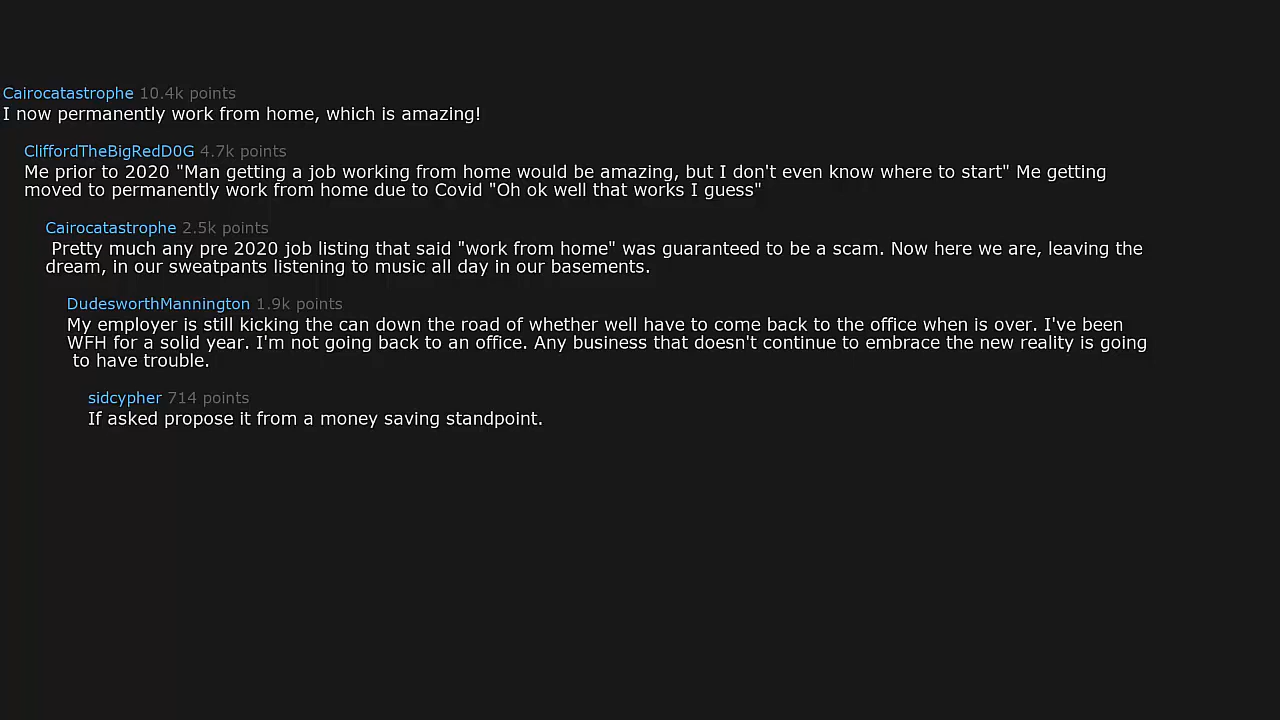 Cairocatastrophe 10.4k points
I now permanently work from home, which is amazing!
CliffordTheBigRedD0G 4.7k points
Me prior to 2020 "Man getting a job working from home would be amazing, but I don't even know where to start" Me getting
moved to permanently work from home due to Covid "Oh ok well that works I guess"
Cairocatastrophe 2.5k points
Pretty much any pre 2020 job listing that said "work from home" was guaranteed to be a scam. Now here we are, leaving the
dream, in our sweatpants listening to music all day in our basements.
DudesworthMannington 1.9k points
My employer is still kicking the can down the road of whether well have to come back to the office when is over. I've been
WFH for a solid year. I'm not going back to an office. Any business that doesn't continue to embrace the new reality is going
to have trouble.
sidcypher 714 points
If asked propose it from a money saving standpoint.